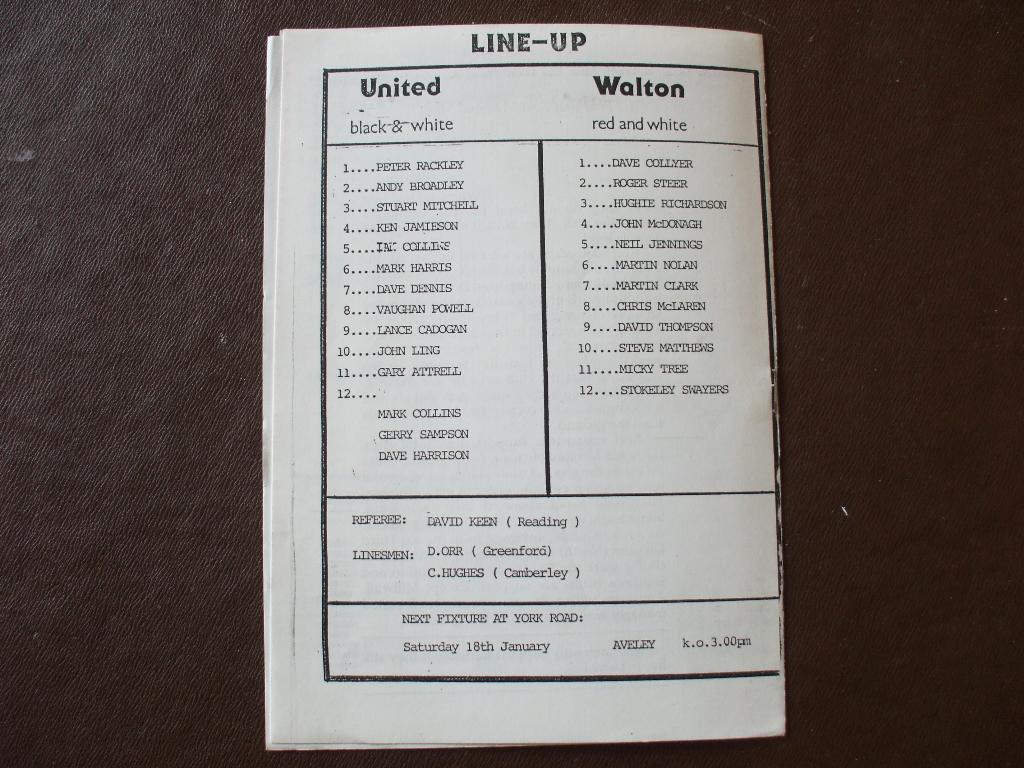 LINE-UP
United
black & white
1....PETER RACKLEY
2....ANDY BROADLEY
3....STUART MITCHELL
4....KEN JAMIESON
5.... COLLINS
6....MARK HARRIS
7....DAVE DENNIS
8....VAUGHAN POWELL
9....LANCE CADOGAN
10....JOHN LING
11....GARY ATTRELL
12....
MARK COLLINS
GERRY SAMPSON
DAVE HARRISON
Walton
red and white
1....DAVE COLLYER
2....ROGER STEER
3....HUGHIE RICHARDSON
4....JOHN McDONAGH
5....NEIL JENNINGS
6....MARTIN NOLAN
7....MARTIN CLARK
8....CHRIS McLAREN
9....DAVID THOMPSON
10....STEVE MATTHEWS
11....MICKY TREE
12....STOKELEY SWAYERS
REFEREE: DAVID KEEN ( Reading )
LINESMEN: D.ORR ( Greenford)
C.HUGHES ( Camberley )
NEXT FIXTURE AT YORK ROAD:
Saturday 18th January AVELEY k.o.3.00pm